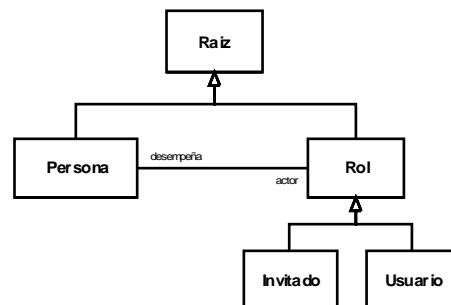 Raiz
Persona
desempeña
actor
Rol
Invitado
Usuario